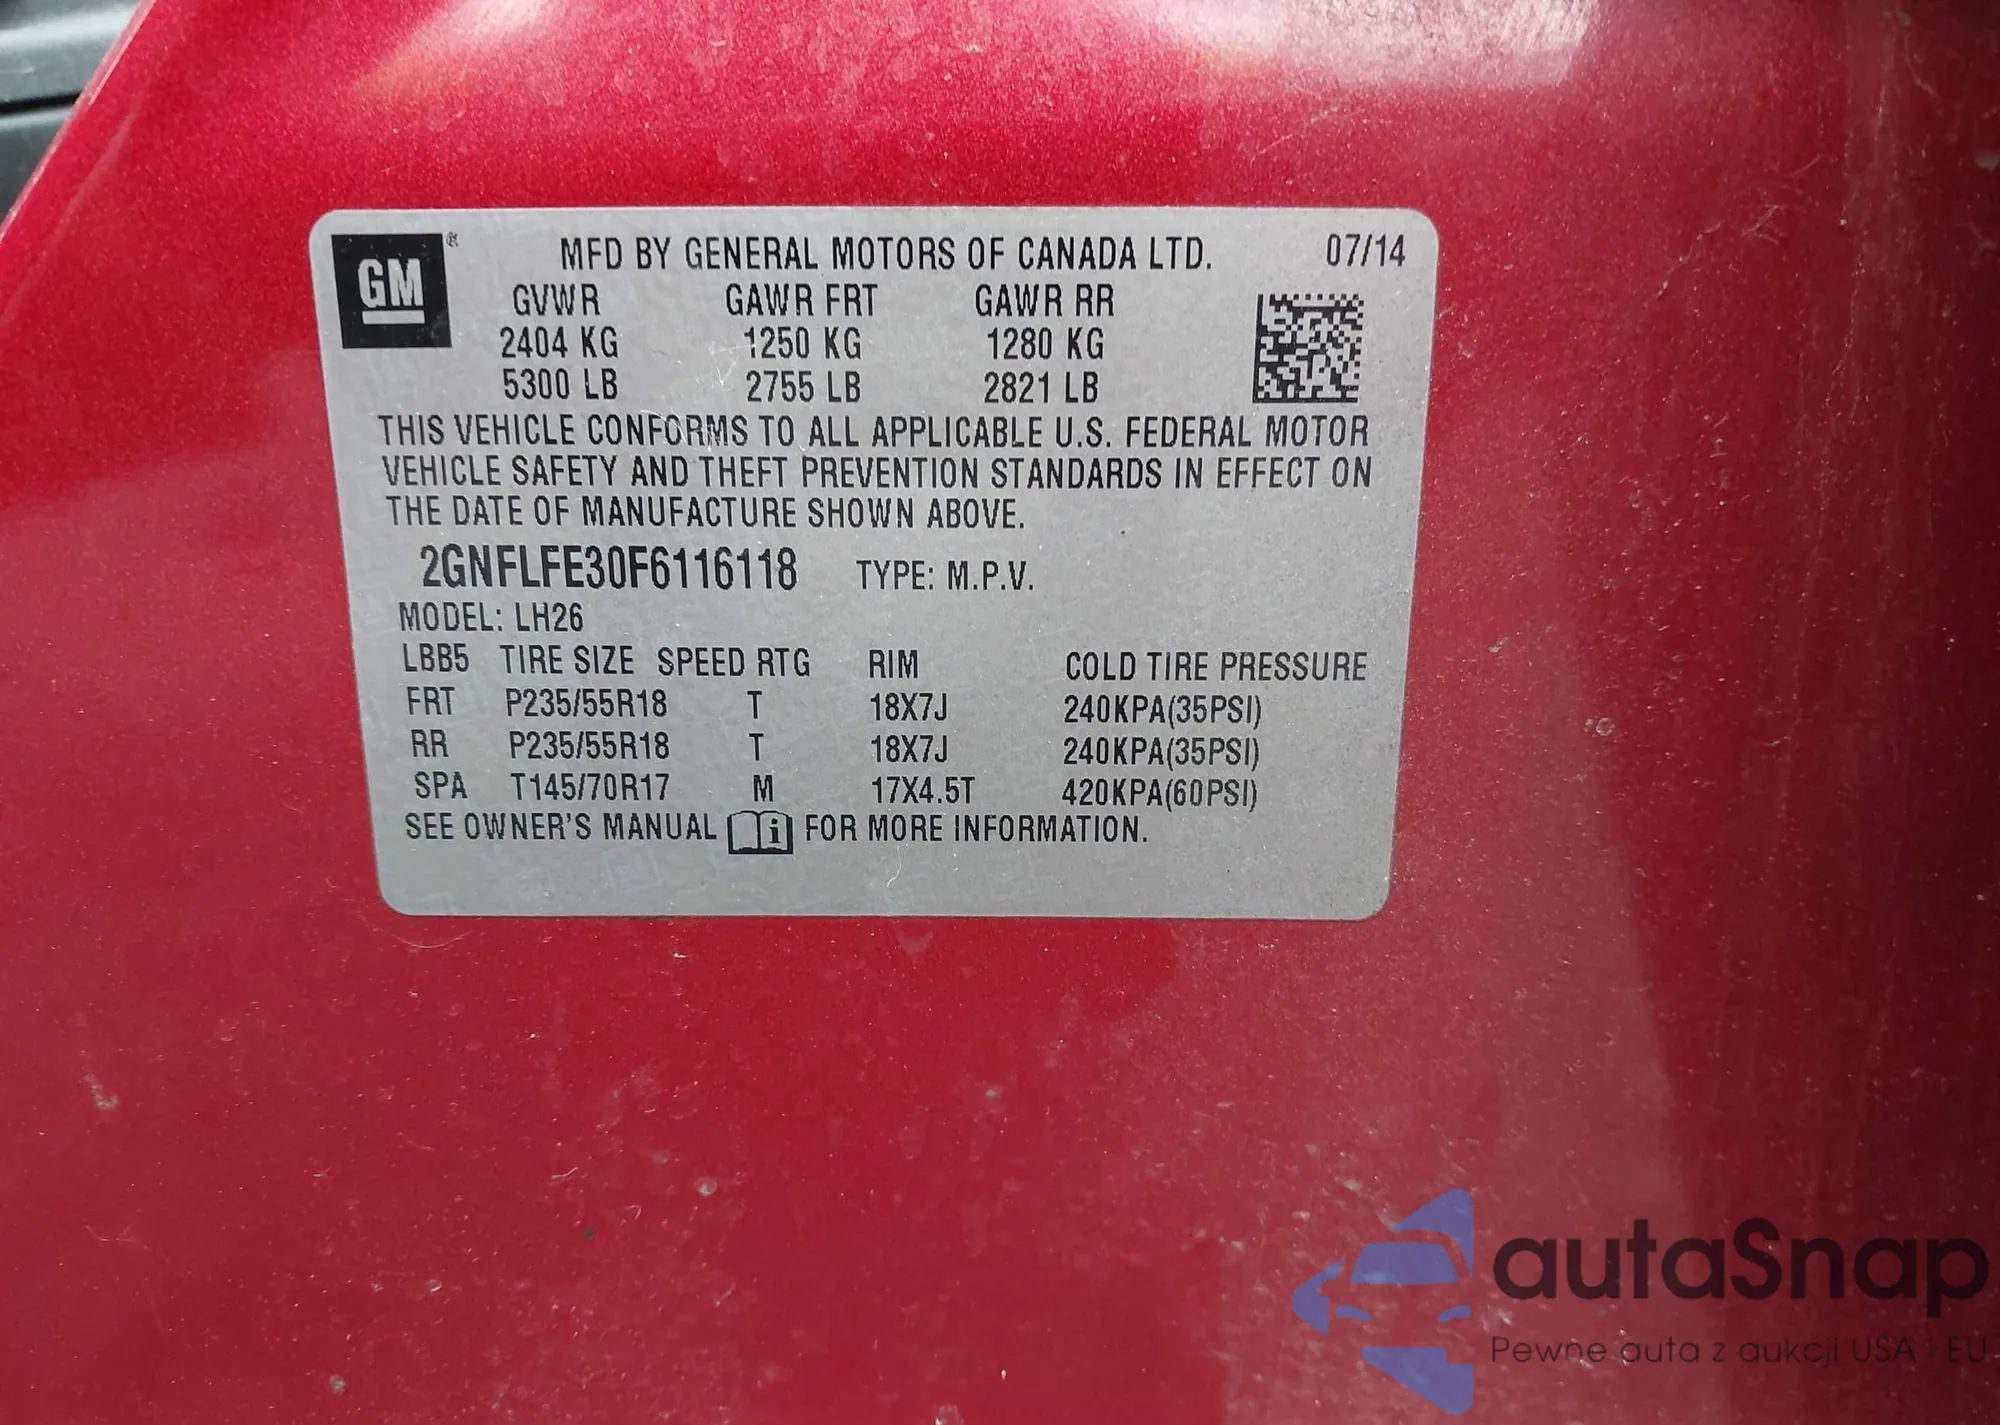 GM ®
MFD BY GENERAL MOTORS OF CANADA LTD. 07/14
GVWR GAWR FRT GAWR RR
2404 KG 1250 KG 1280 KG
5300 LB 2755 LB 2821 LB
THIS VEHICLE CONFORMS TO ALL APPLICABLE U.S. FEDERAL MOTOR
VEHICLE SAFETY AND THEFT PREVENTION STANDARDS IN EFFECT ON
THE DATE OF MANUFACTURE SHOWN ABOVE.
2GNFLFE30F6116118 TYPE: M.P.V.
MODEL: LH26
LBB5 TIRE SIZE SPEED RTG RIM COLD TIRE PRESSURE
FRT P235/55R18 T 18X7J 240KPA(35PSI)
RR P235/55R18 T 18X7J 240KPA(35PSI)
SPA T145/70R17 M 17X4.5T 420KPA(60PSI)
SEE OWNER'S MANUAL i FOR MORE INFORMATION.
autaSnap
Pewne auta z aukcji USA i EU